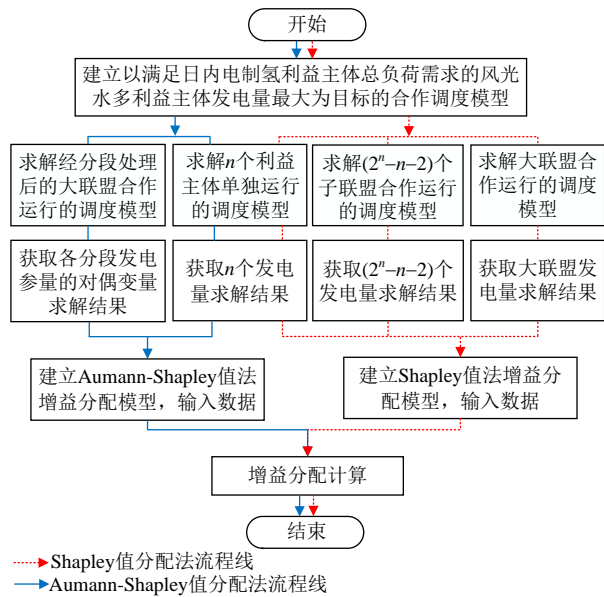 开始
建立以满足日内电制氢利益主体总负荷需求的风光
水多利益主体发电量最大为目标的合作调度模型
求解经分段处理
后的大联盟合作
运行的调度模型
求解n个利益
主体单独运行
的调度模型
求解(2ⁿ–n–2)个
子联盟合作运行
的调度模型
求解大联盟合
作运行的调度
模型
获取各分段发电
参量的对偶变量
求解结果
获取n个发电
量求解结果
获取(2ⁿ–n–2)个
发电量求解结果
获取大联盟发
电量求解结果
建立Aumann-Shapley值法
增益分配模型，输入数据
建立Shapley值法增益分
配模型，输入数据
增益分配计算
结束
Shapley值分配法流程线
Aumann-Shapley值分配法流程线